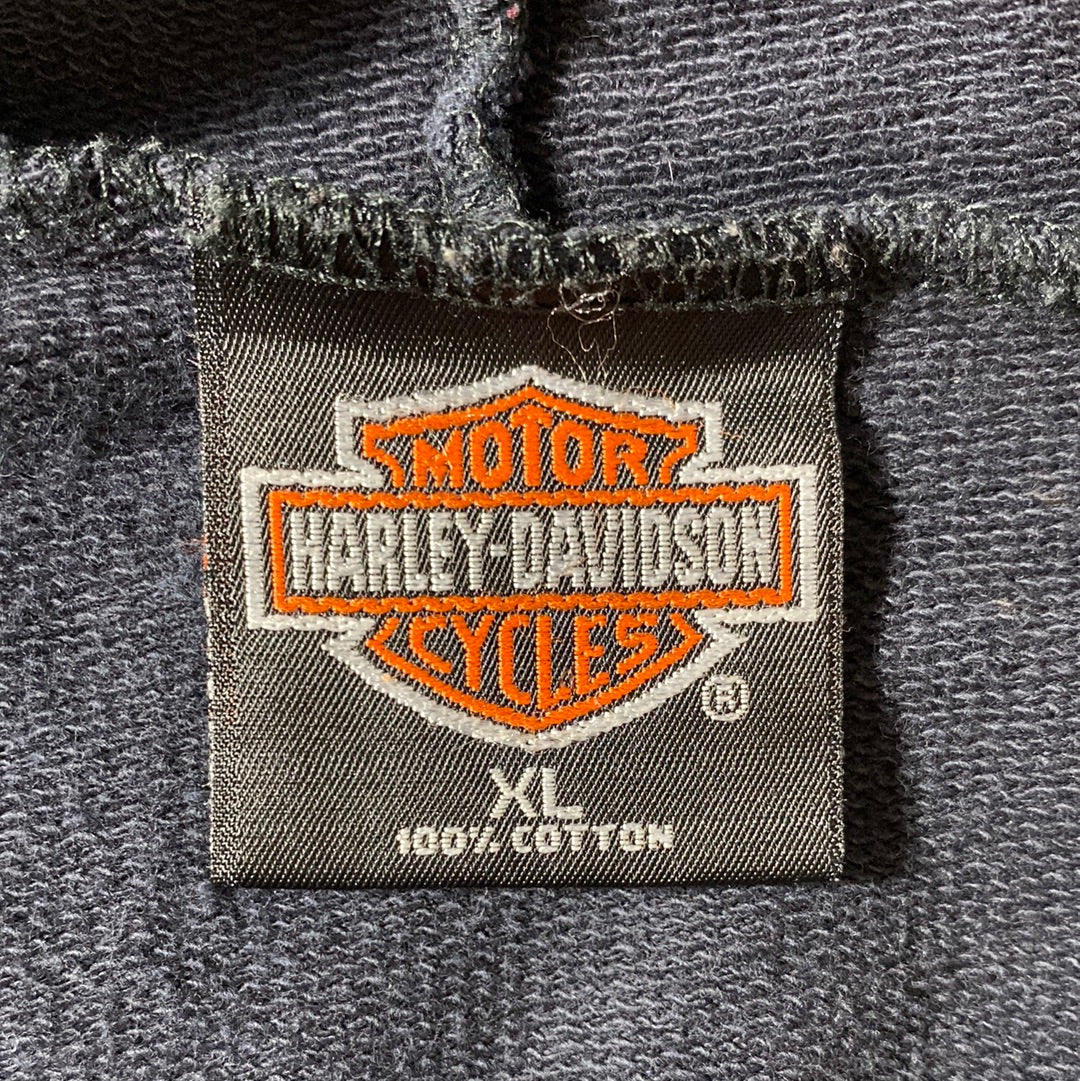 MOTOR
HARLEY-DAVIDSON
CYCLES
®
XL
100% COTTON